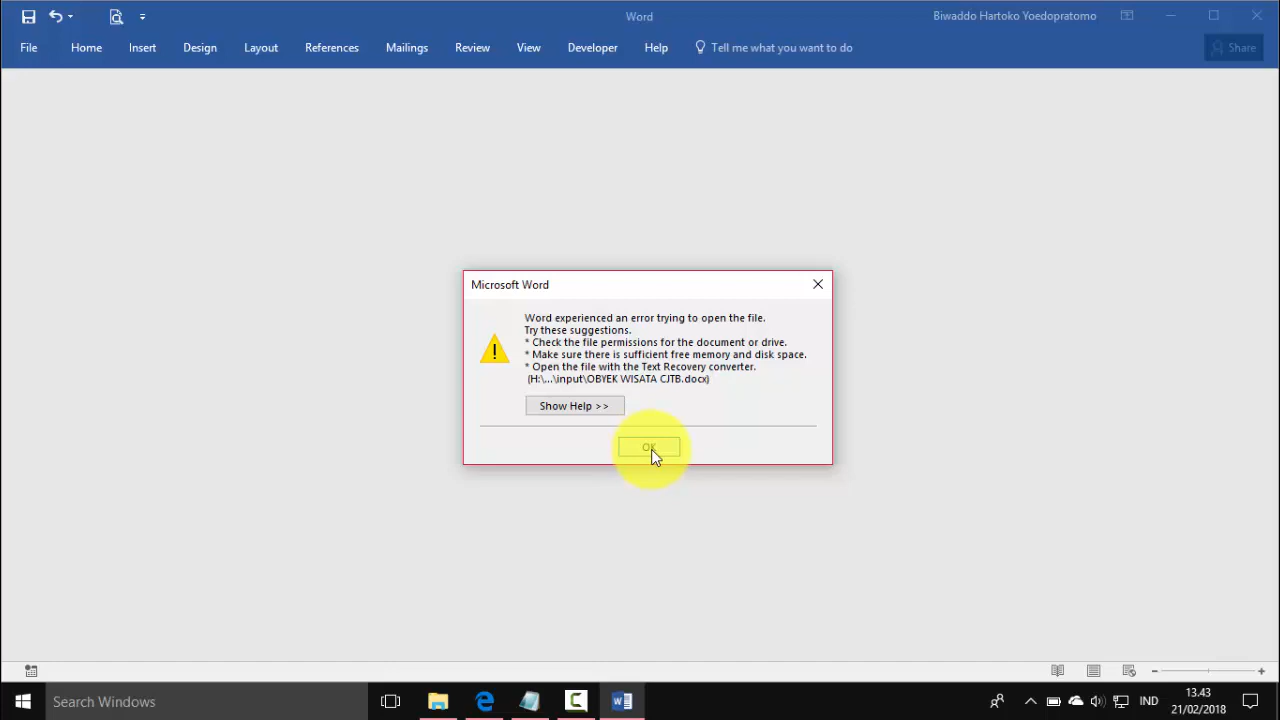 Word
Biwaddo Hartoko Yoedopratomo
File Home Insert Design Layout References Mailings Review View Developer Help Tell me what you want to do Share
Microsoft Word
Word experienced an error trying to open the file.
Try these suggestions.
* Check the file permissions for the document or drive.
* Make sure there is sufficient free memory and disk space.
* Open the file with the Text Recovery converter.
(H:\...\input\OBYEK WISATA CJTB.docx)
Show Help >>
OK
Search Windows
IND
13.43
21/02/2018